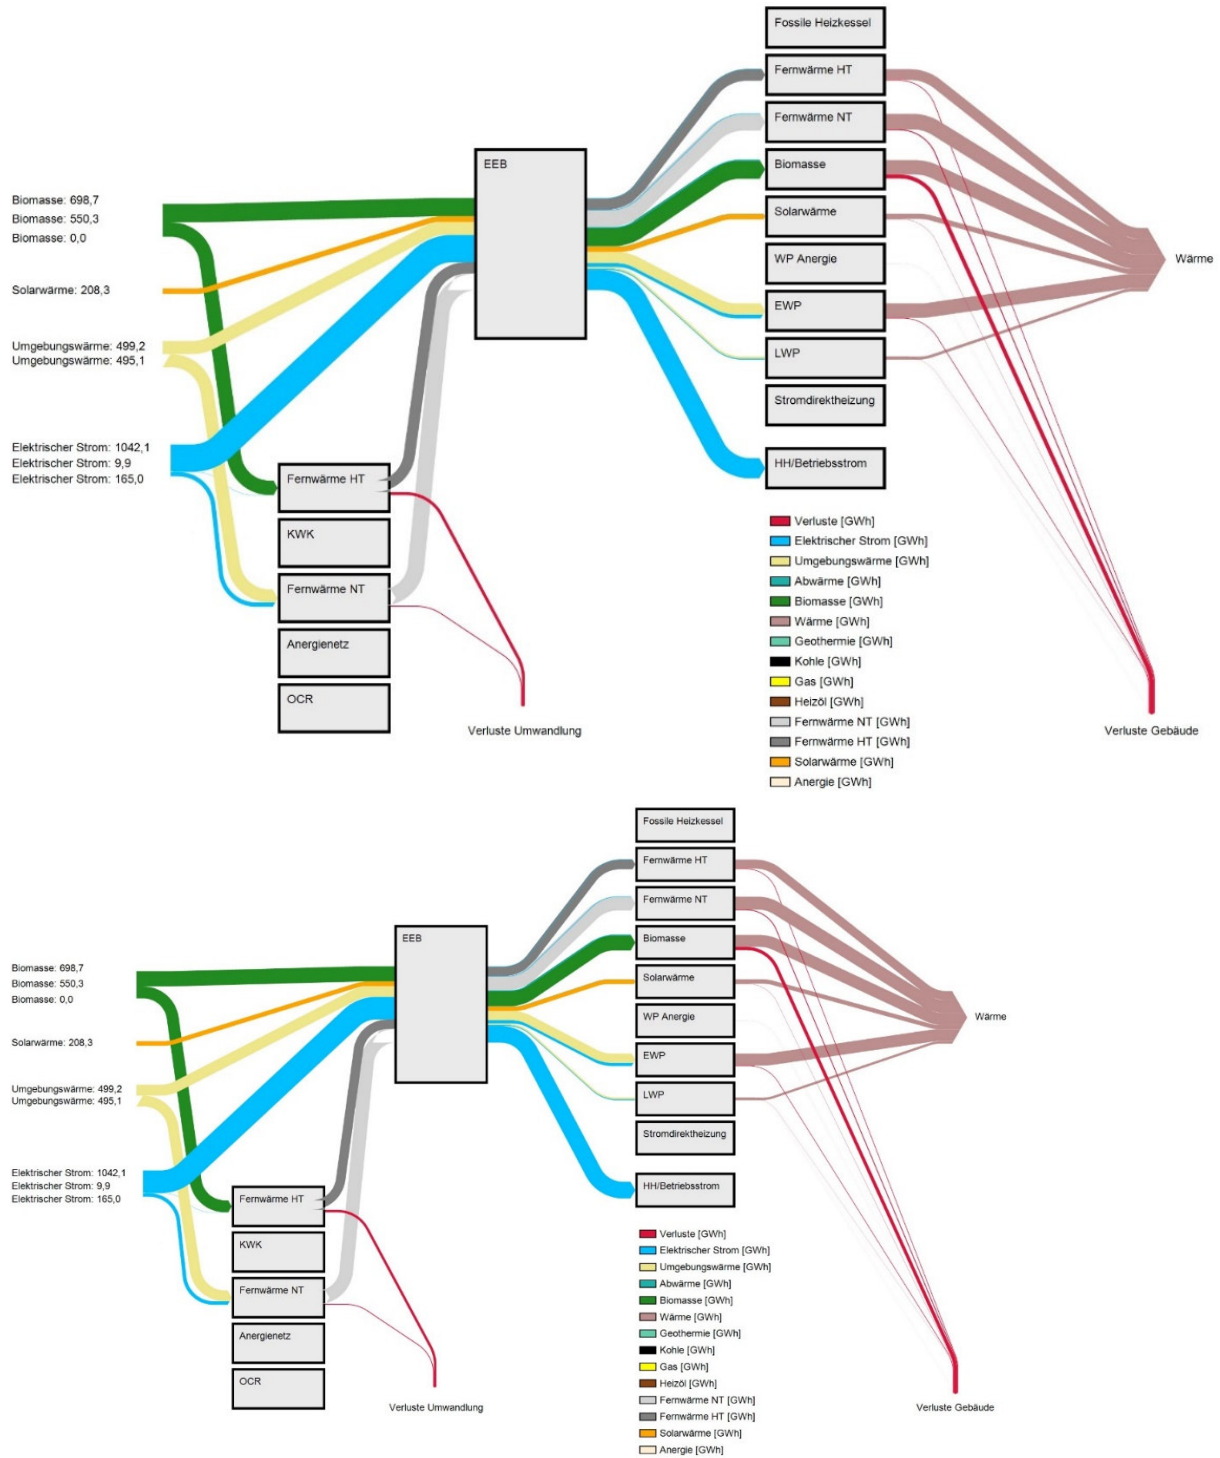 Fossile Heizkessel
Fernwärme HT
Fernwärme NT
EEB
Biomasse
Biomasse: 698,7
Biomasse: 550,3
Biomasse: 0,0
Solarwärme
WP Anergie
Wärme
Solarwärme: 208,3
EWP
Umgebungswärme: 499,2
Umgebungswärme: 495,1
LWP
Stromdirektheizung
Elektrischer Strom: 1042,1
Elektrischer Strom: 9,9
Elektrischer Strom: 165,0
HH/Betriebsstrom
Fernwärme HT
KWK
Fernwärme NT
Anergienetz
OCR
Verluste Umwandlung
Verluste [GWh]
Elektrischer Strom [GWh]
Umgebungswärme [GWh]
Abwärme [GWh]
Biomasse [GWh]
Wärme [GWh]
Geothermie [GWh]
Kohle [GWh]
Gas [GWh]
Heizöl [GWh]
Fernwärme NT [GWh]
Fernwärme HT [GWh]
Solarwärme [GWh]
Anergie [GWh]
Verluste Gebäude
Fossile Heizkessel
Fernwärme HT
Fernwärme NT
EEB
Biomasse
Biomasse: 698,7
Biomasse: 550,3
Biomasse: 0,0
Solarwärme
WP Anergie
Wärme
Solarwärme: 208,3
EWP
Umgebungswärme: 499,2
Umgebungswärme: 495,1
LWP
Stromdirektheizung
Elektrischer Strom: 1042,1
Elektrischer Strom: 9,9
Elektrischer Strom: 165,0
HH/Betriebsstrom
Fernwärme HT
KWK
Fernwärme NT
Anergienetz
OCR
Verluste Umwandlung
Verluste [GWh]
Elektrischer Strom [GWh]
Umgebungswärme [GWh]
Abwärme [GWh]
Biomasse [GWh]
Wärme [GWh]
Geothermie [GWh]
Kohle [GWh]
Gas [GWh]
Heizöl [GWh]
Fernwärme NT [GWh]
Fernwärme HT [GWh]
Solarwärme [GWh]
Anergie [GWh]
Verluste Gebäude